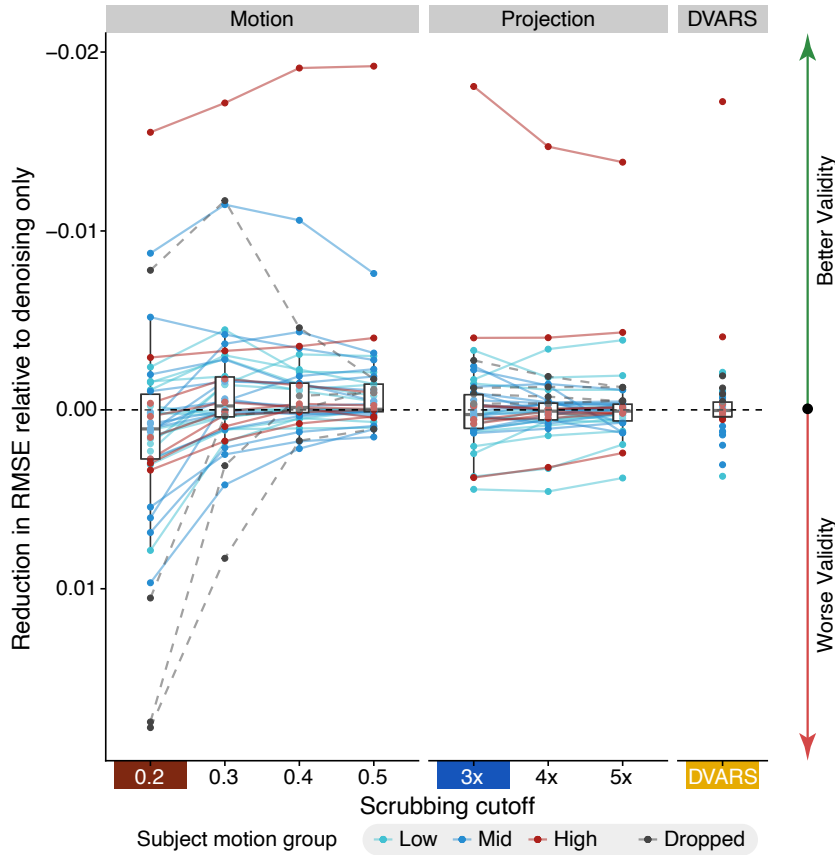 Motion Projection DVARS
Reduction in RMSE relative to denoising only
−0.02
−0.01
0.00
0.01
Better Validity
Worse Validity
0.2 0.3 0.4 0.5 3x 4x 5x DVARS
Scrubbing cutoff
Subject motion group Low Mid High Dropped